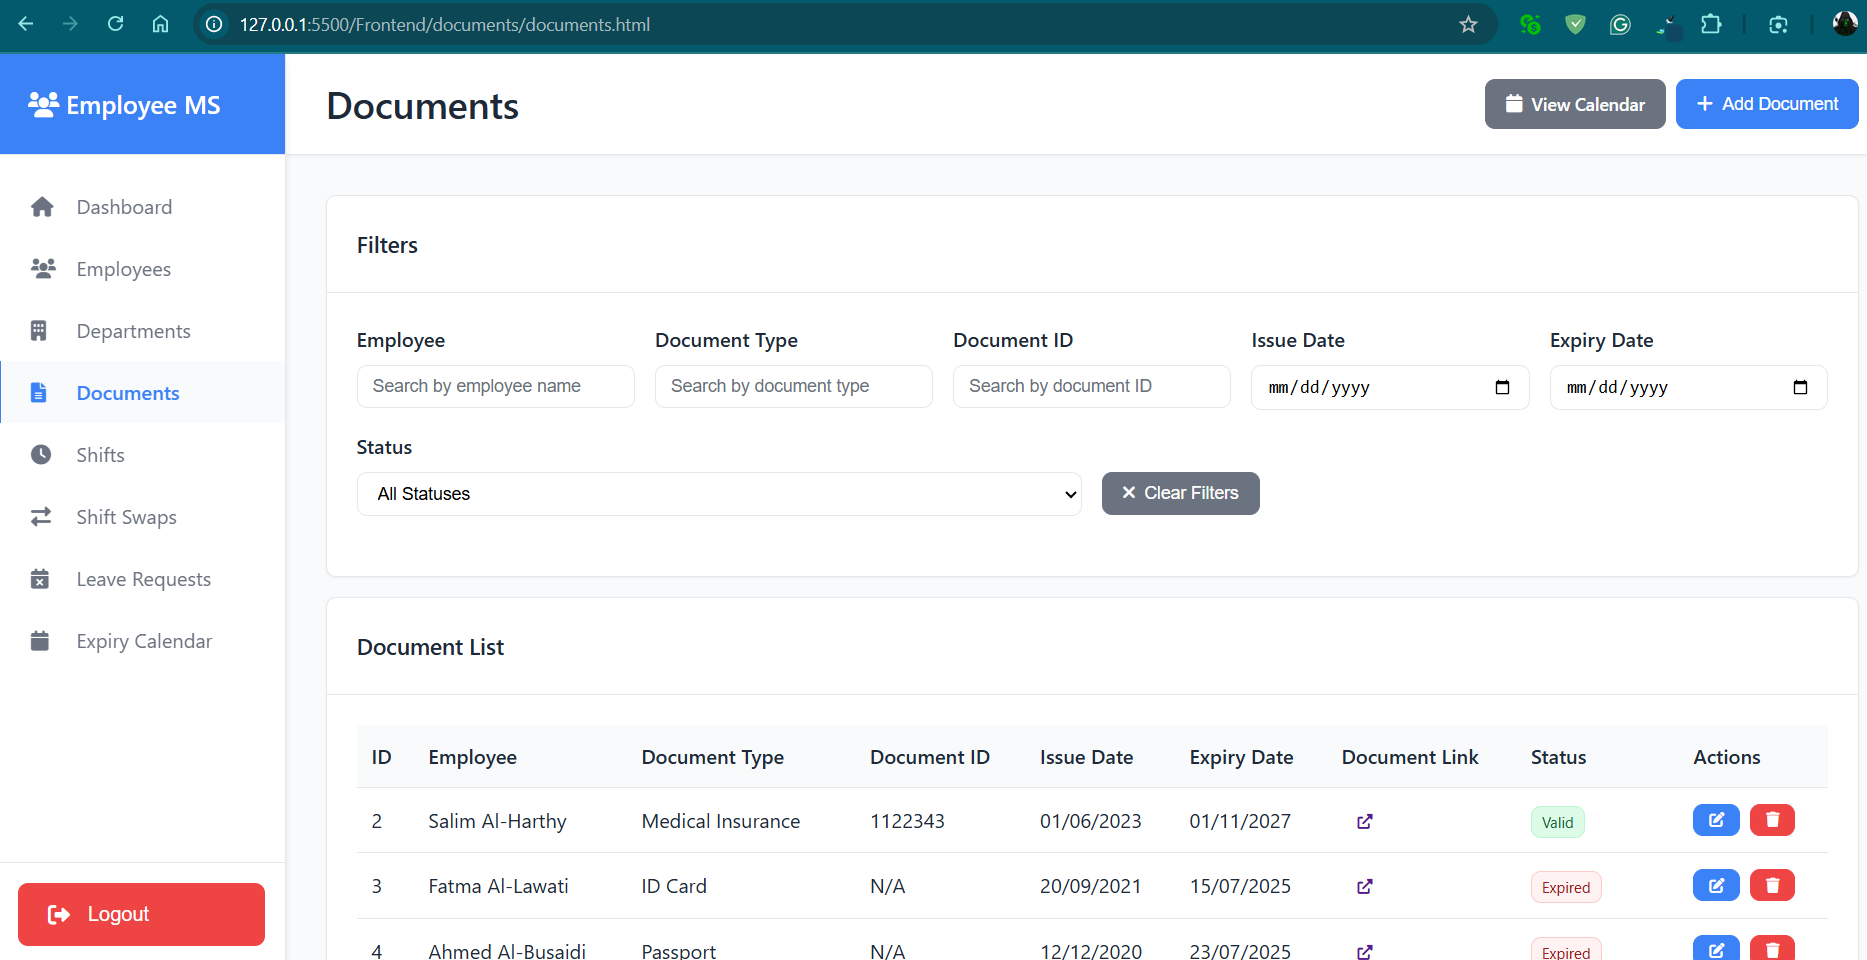 127.0.0.1:5500/Frontend/documents/documents.html
Employee MS
Dashboard
Employees
Departments
Documents
Shifts
Shift Swaps
Leave Requests
Expiry Calendar
Logout
Documents
View Calendar
Add Document
Filters
Employee Document Type Document ID Issue Date Expiry Date
Search by employee name Search by document type Search by document ID mm/dd/yyyy mm/dd/yyyy
Status
All Statuses Clear Filters
Document List
ID Employee Document Type Document ID Issue Date Expiry Date Document Link Status Actions
2 Salim Al-Harthy Medical Insurance 1122343 01/06/2023 01/11/2027 Valid
3 Fatma Al-Lawati ID Card N/A 20/09/2021 15/07/2025 Expired
4 Ahmed Al-Busaidi Passport N/A 12/12/2020 23/07/2025 Expired